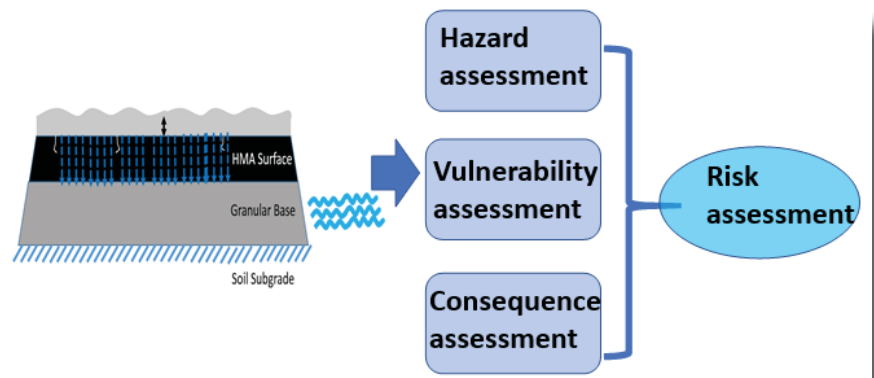 HMA Surface
Granular Base
Soil Subgrade
Hazard
assessment
Vulnerability
assessment
Consequence
assessment
Risk
assessment